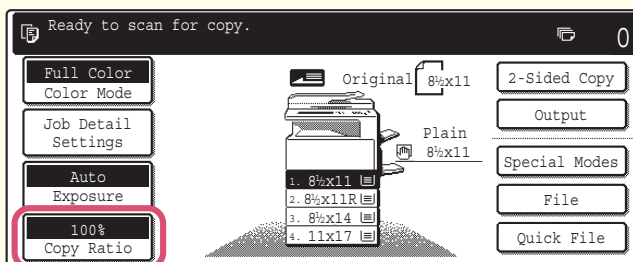 Ready to scan for copy.
0
Full Color
Color Mode
Job Detail
Settings
Auto
Exposure
100%
Copy Ratio
Original
8½x11
Plain
8½x11
1. 8½x11
2. 8½x11R
3. 8½x14
4. 11x17
2-Sided Copy
Output
Special Modes
File
Quick File